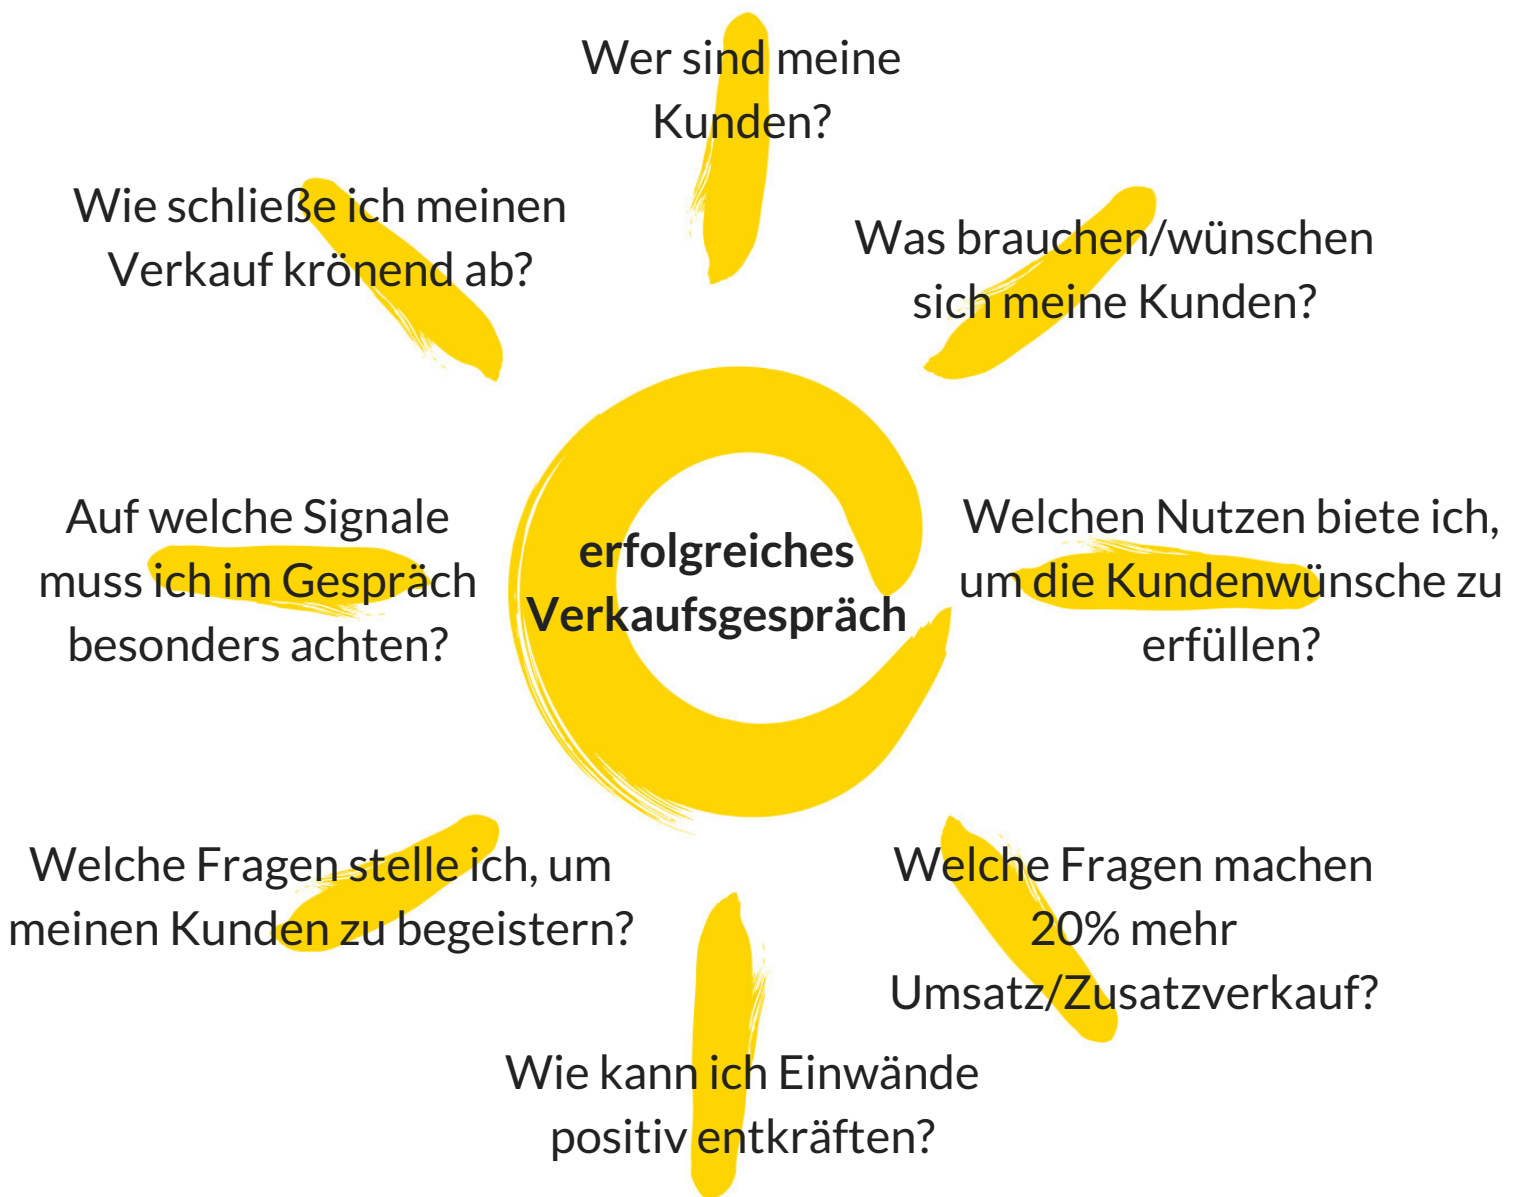 Wer sind meine
Kunden?
Was brauchen/wünschen
sich meine Kunden?
Welchen Nutzen biete ich,
um die Kundenwünsche zu
erfüllen?
Welche Fragen machen
20% mehr
Umsatz/Zusatzverkauf?
Wie kann ich Einwände
positiv entkräften?
Welche Fragen stelle ich, um
meinen Kunden zu begeistern?
Auf welche Signale
muss ich im Gespräch
besonders achten?
Wie schließe ich meinen
Verkauf krönend ab?
erfolgreiches
Verkaufsgespräch